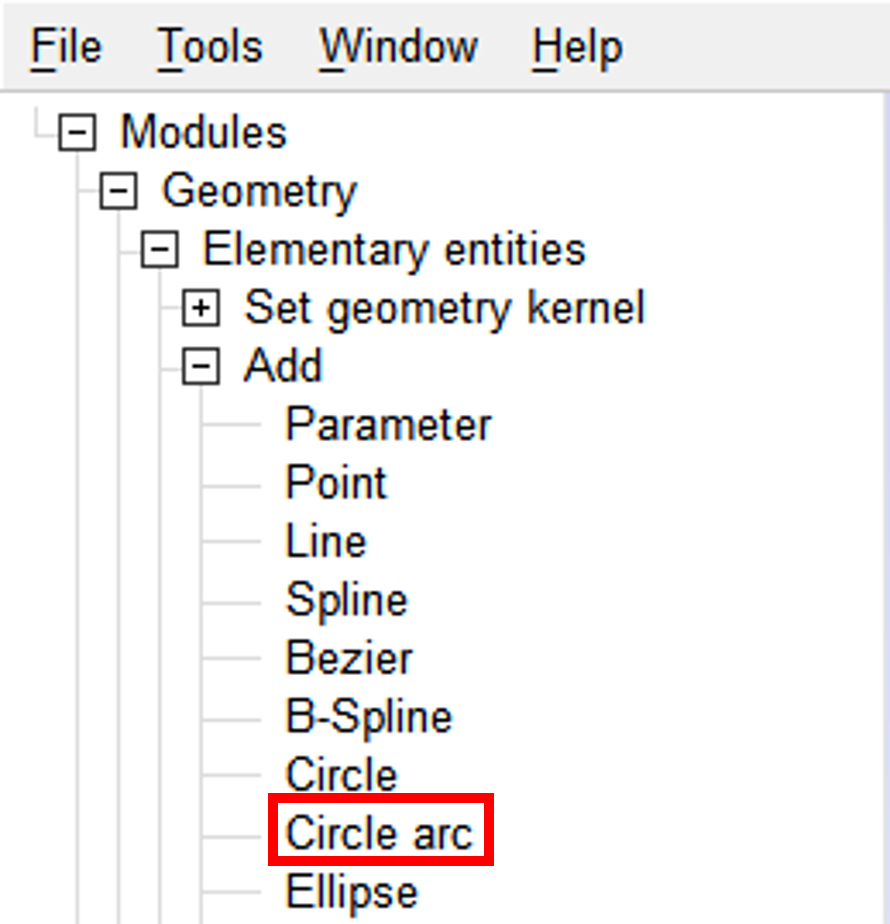 File Tools Window Help
Modules
Geometry
Elementary entities
Set geometry kernel
Add
Parameter
Point
Line
Spline
Bezier
B-Spline
Circle
Circle arc
Ellipse